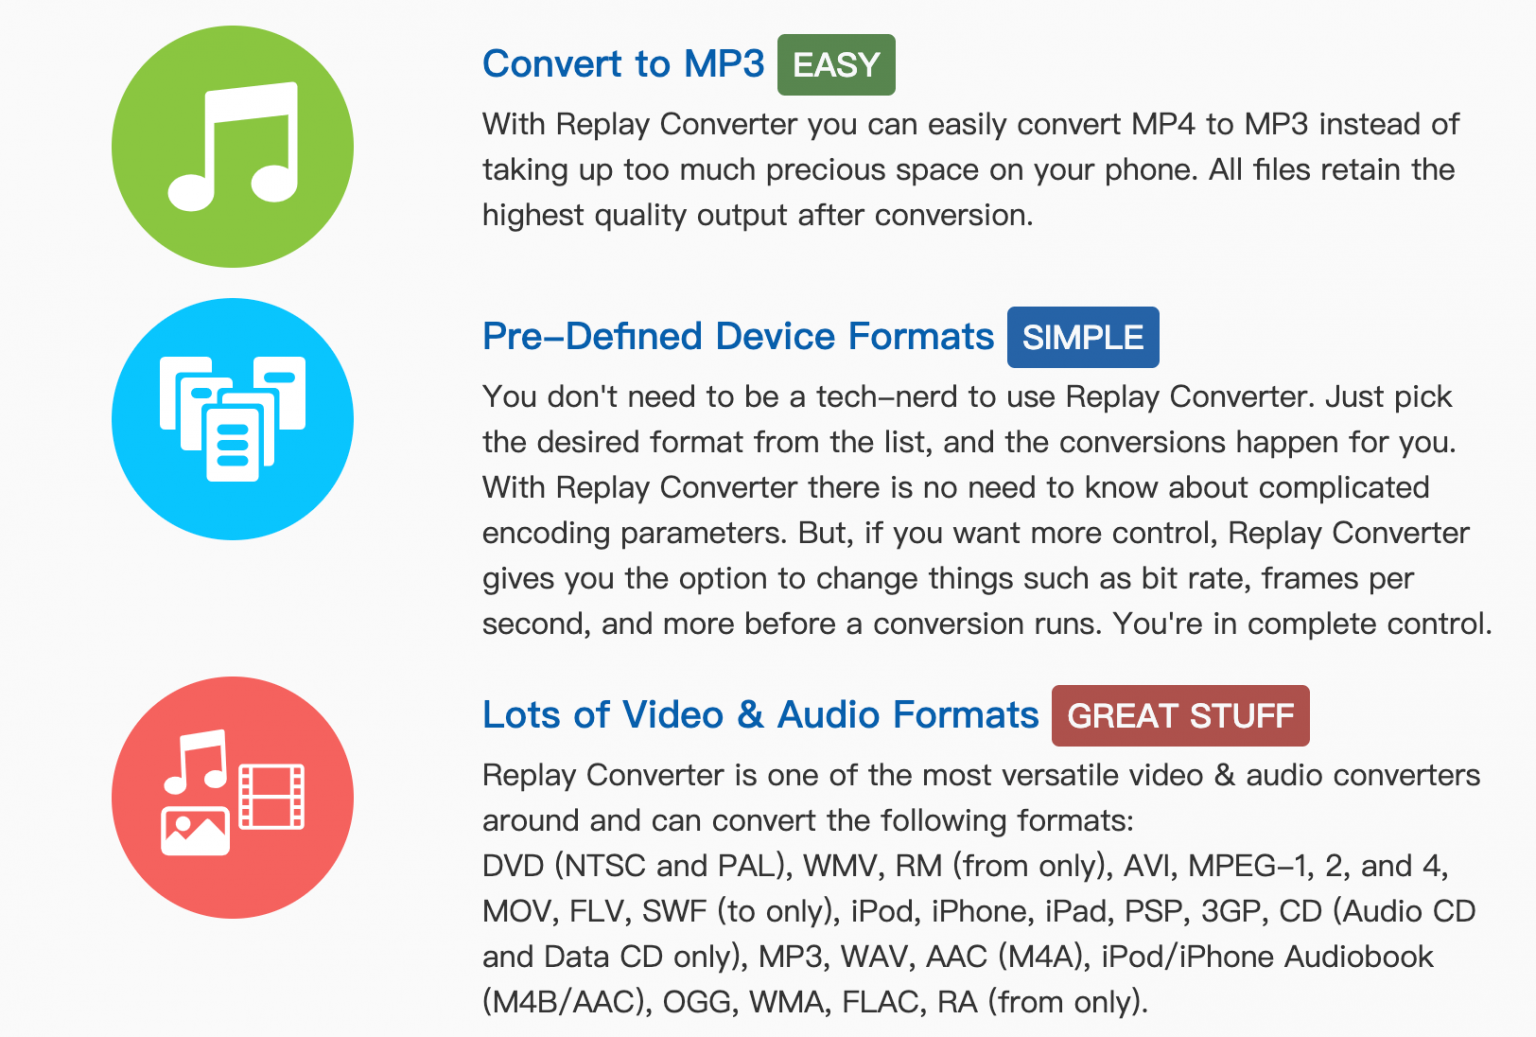 Convert to MP3 EASY
With Replay Converter you can easily convert MP4 to MP3 instead of
taking up too much precious space on your phone. All files retain the
highest quality output after conversion.
Pre-Defined Device Formats SIMPLE
You don't need to be a tech-nerd to use Replay Converter. Just pick
the desired format from the list, and the conversions happen for you.
With Replay Converter there is no need to know about complicated
encoding parameters. But, if you want more control, Replay Converter
gives you the option to change things such as bit rate, frames per
second, and more before a conversion runs. You're in complete control.
Lots of Video & Audio Formats GREAT STUFF
Replay Converter is one of the most versatile video & audio converters
around and can convert the following formats:
DVD (NTSC and PAL), WMV, RM (from only), AVI, MPEG-1, 2, and 4,
MOV, FLV, SWF (to only), iPod, iPhone, iPad, PSP, 3GP, CD (Audio CD
and Data CD only), MP3, WAV, AAC (M4A), iPod/iPhone Audiobook
(M4B/AAC), OGG, WMA, FLAC, RA (from only).